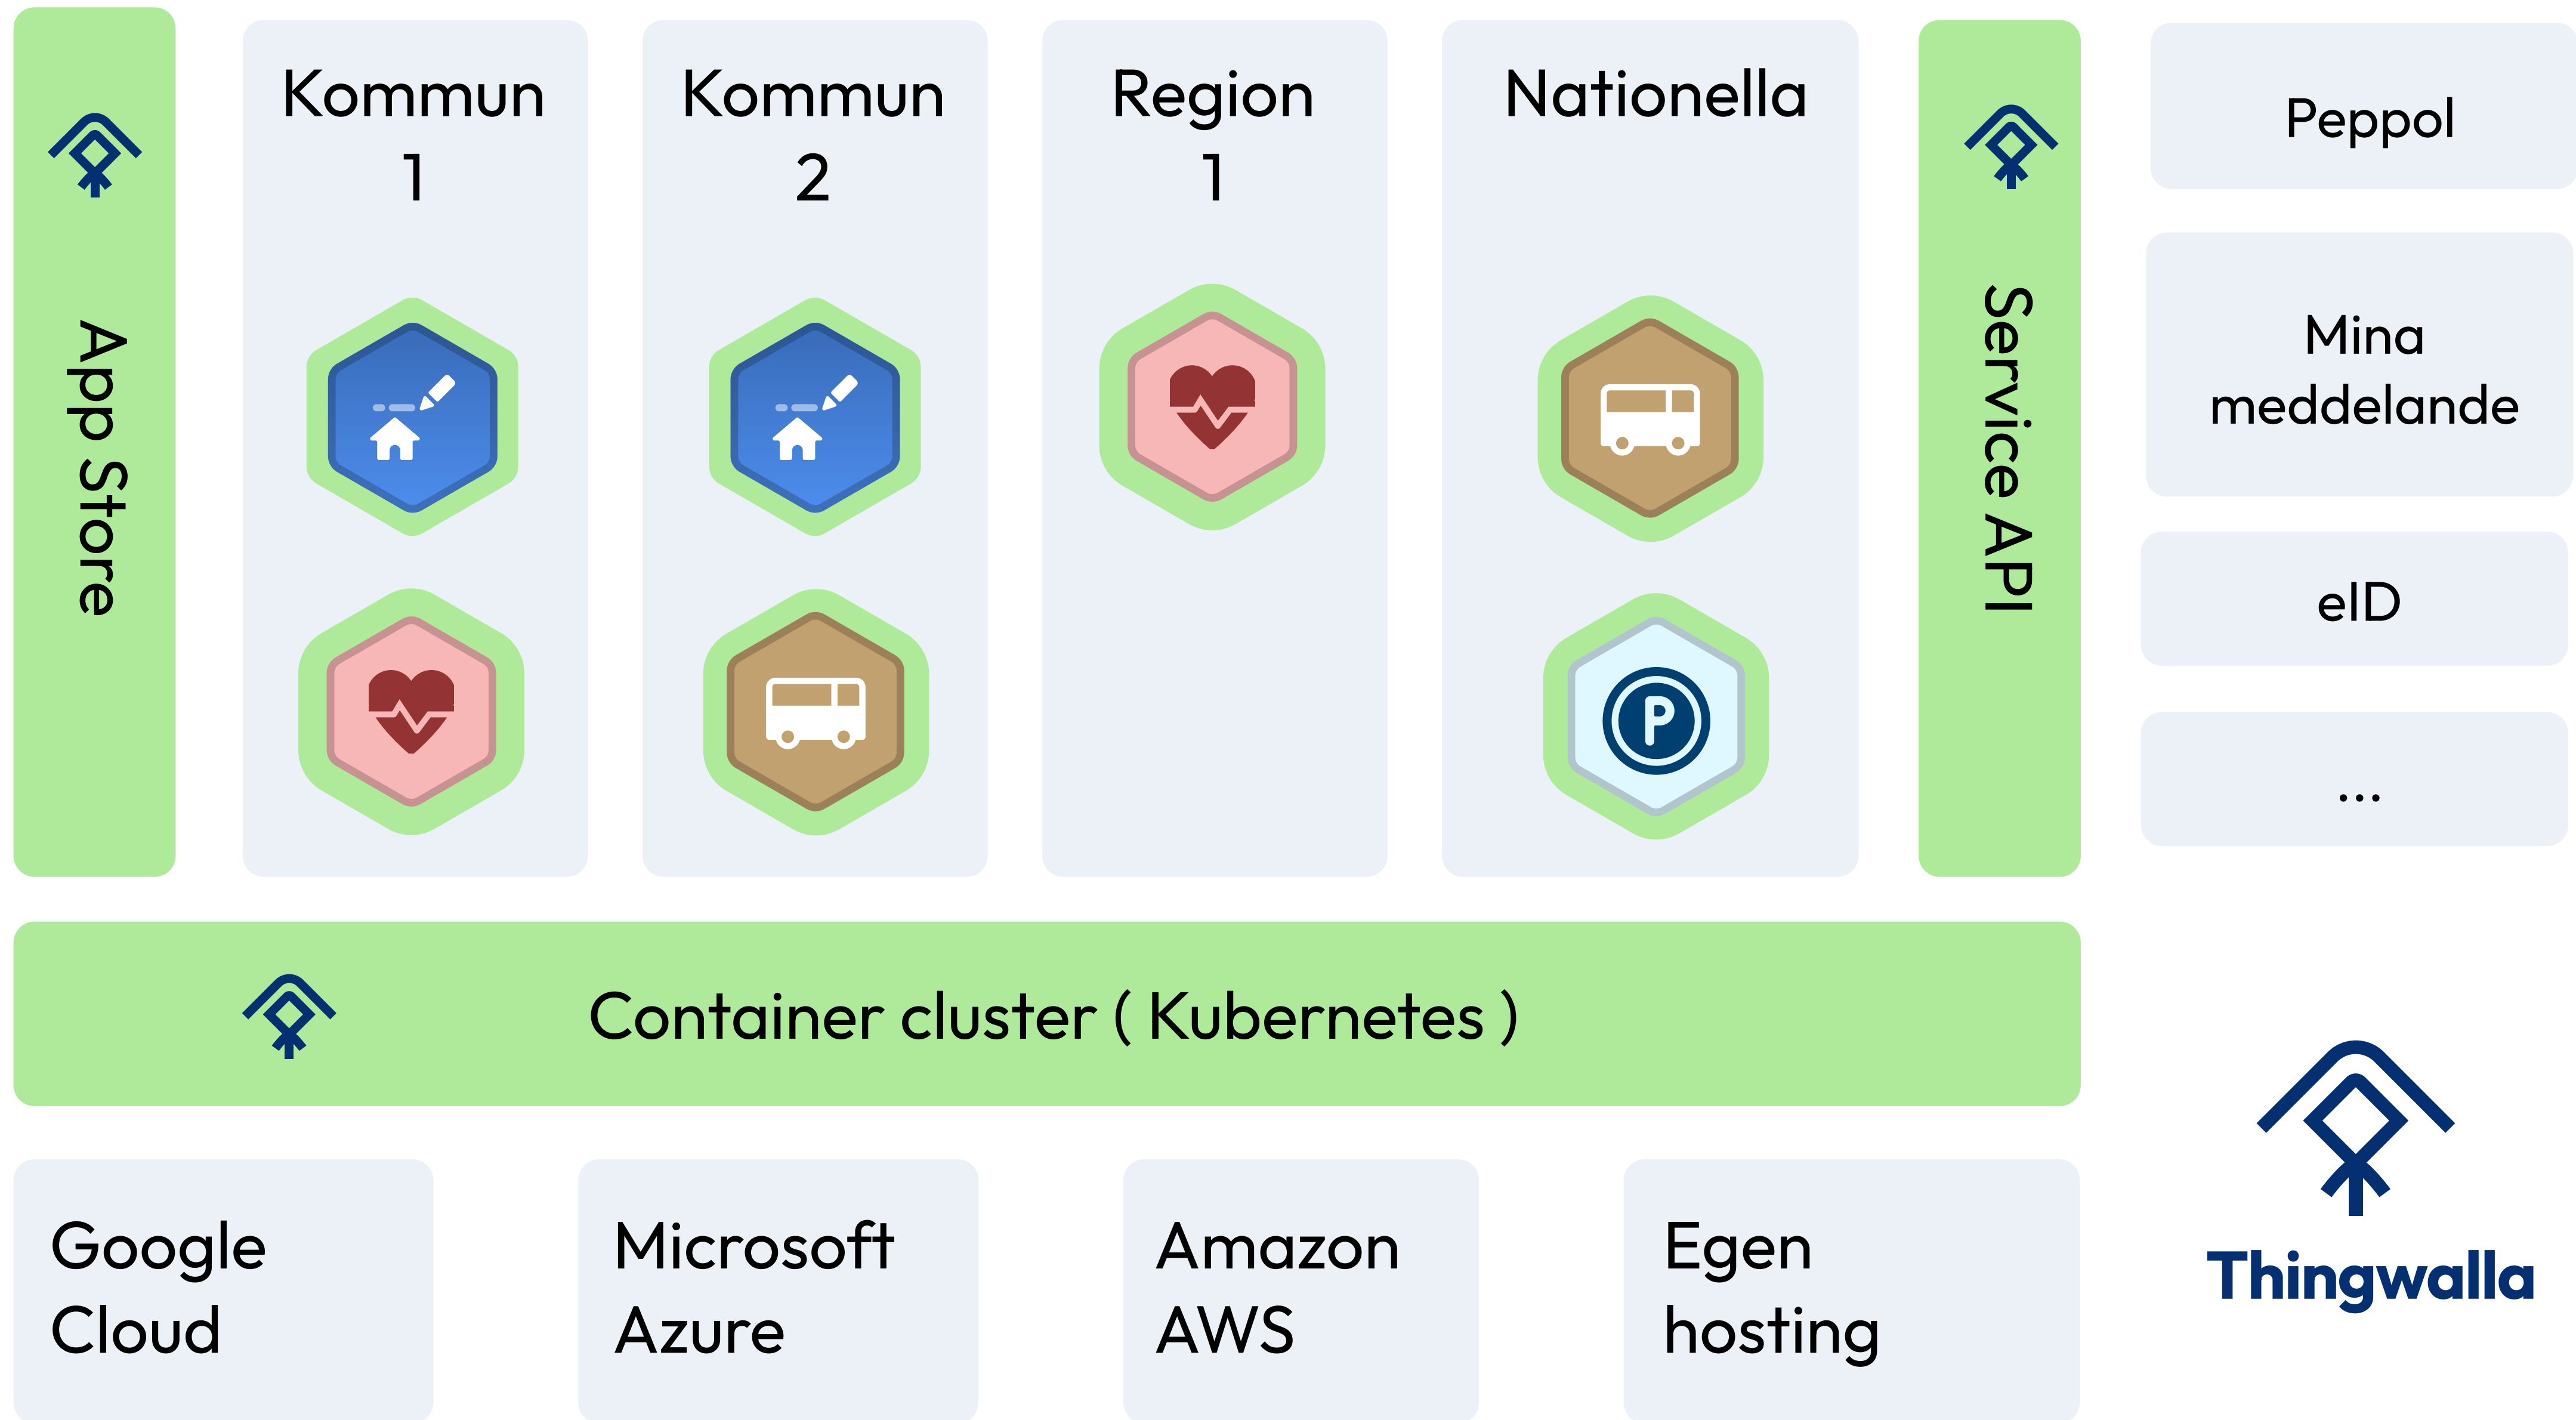 App Store
Kommun
1
Kommun
2
Region
1
Nationella
P
Service API
Peppol
Mina
meddelande
eID
...
Container cluster ( Kubernetes )
Google
Cloud
Microsoft
Azure
Amazon
AWS
Egen
hosting
Thingwalla